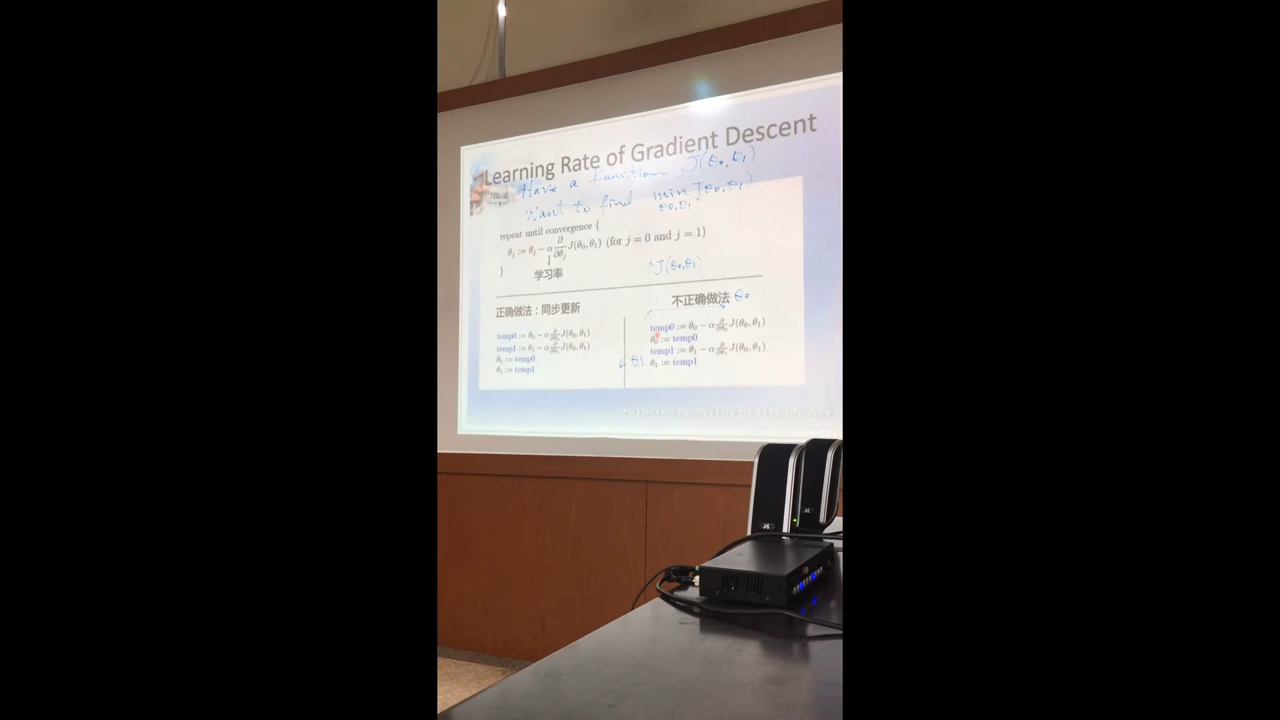 Learning Rate of Gradient Descent
Have a function J(θ₀, θ₁)
Want to find min J(θ₀, θ₁)
θ₀, θ₁
repeat until convergence {
θⱼ := θⱼ − α ∂/∂θⱼ J(θ₀, θ₁) (for j = 0 and j = 1)
}
学习率
J(θ₀, θ₁)
正确做法：同步更新
temp0 := θ₀ − α ∂/∂θ₀ J(θ₀, θ₁)
temp1 := θ₁ − α ∂/∂θ₁ J(θ₀, θ₁)
θ₀ := temp0
θ₁ := temp1
不正确做法 θ₀
temp0 := θ₀ − α ∂/∂θ₀ J(θ₀, θ₁)
θ₀ := temp0
temp1 := θ₁ − α ∂/∂θ₁ J(θ₀, θ₁)
θ1 θ₁ := temp1